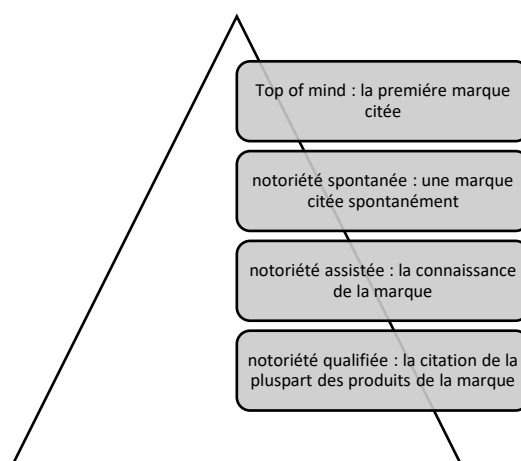 Top of mind : la premiére marque
citée
notoriété spontanée : une marque
citée spontanément
notoriété assistée : la connaissance
de la marque
notoriété qualifiée : la citation de la
pluspart des produits de la marque